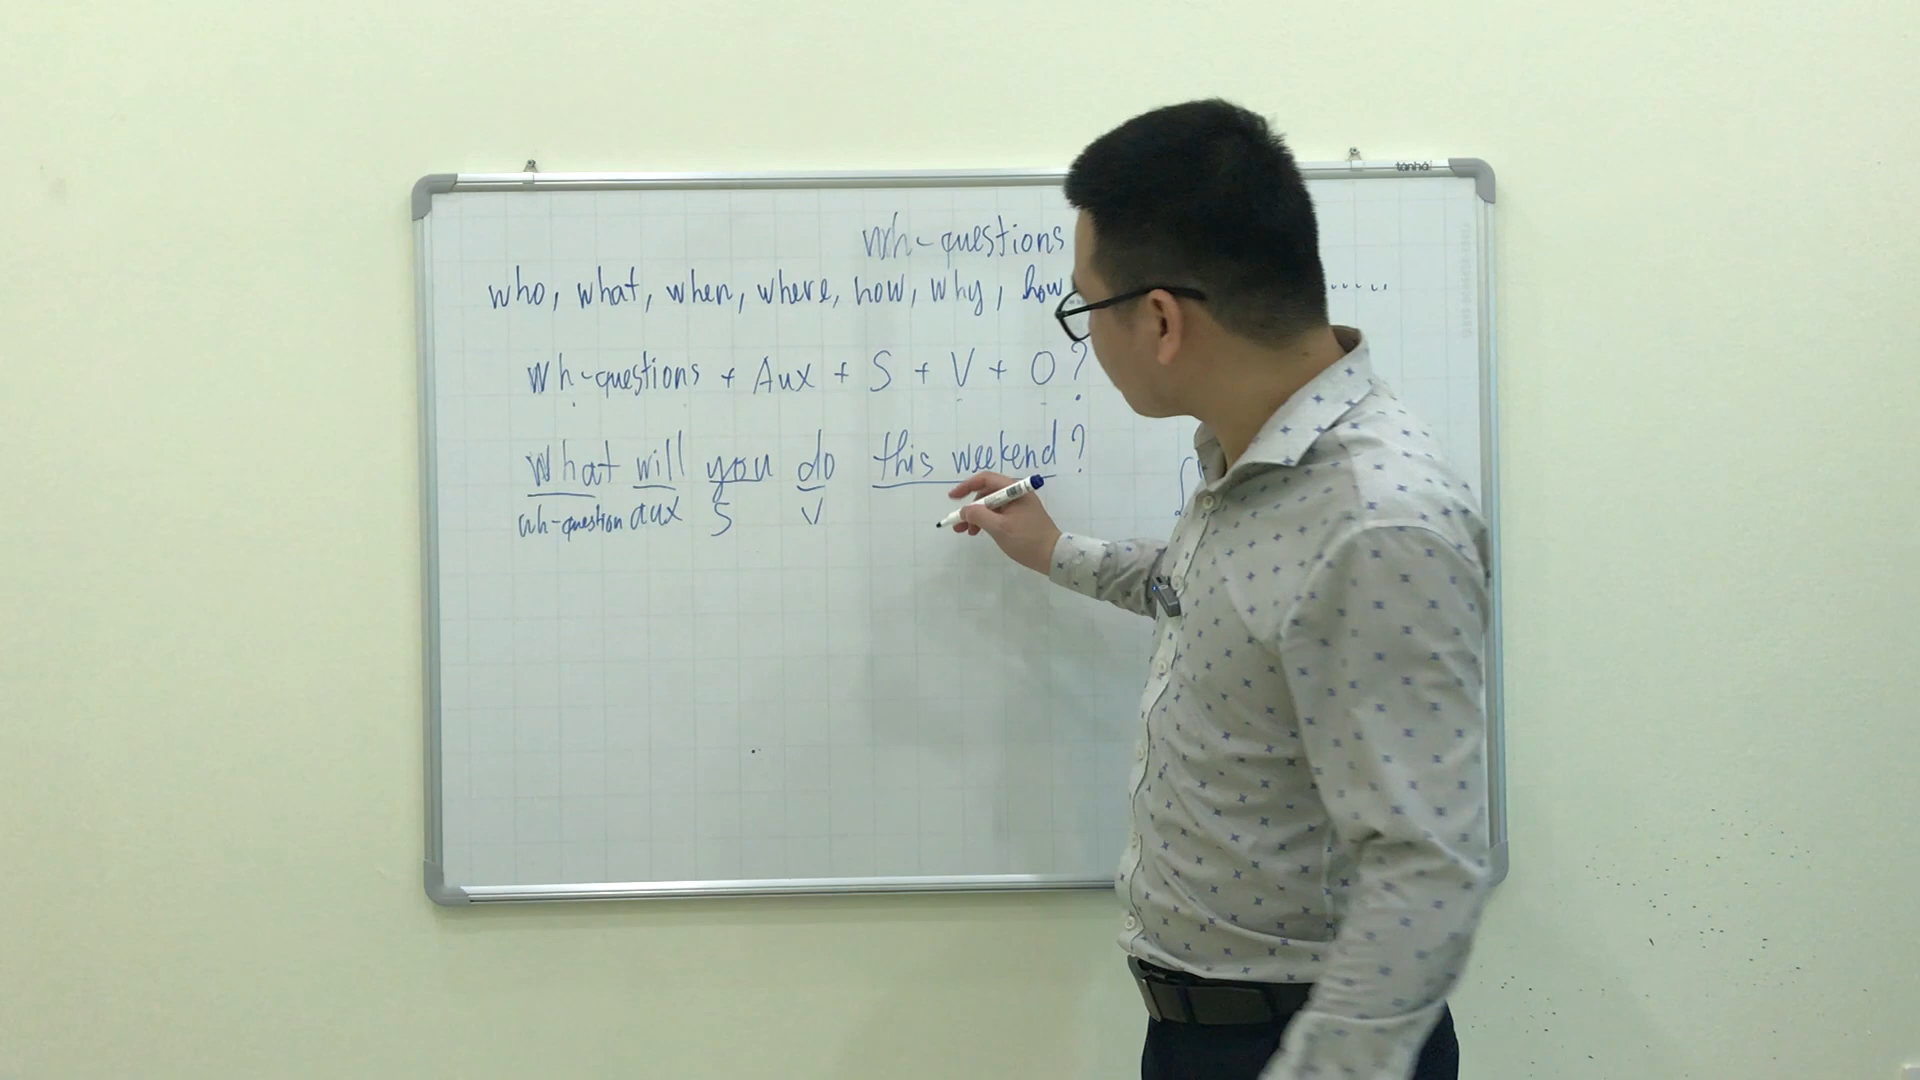 tanhà
wh-questions
who, what, when, where, how, why, how ......
Wh-questions + Aux + S + V + O ?
What will you do this weekend ?
wh-question aux S V